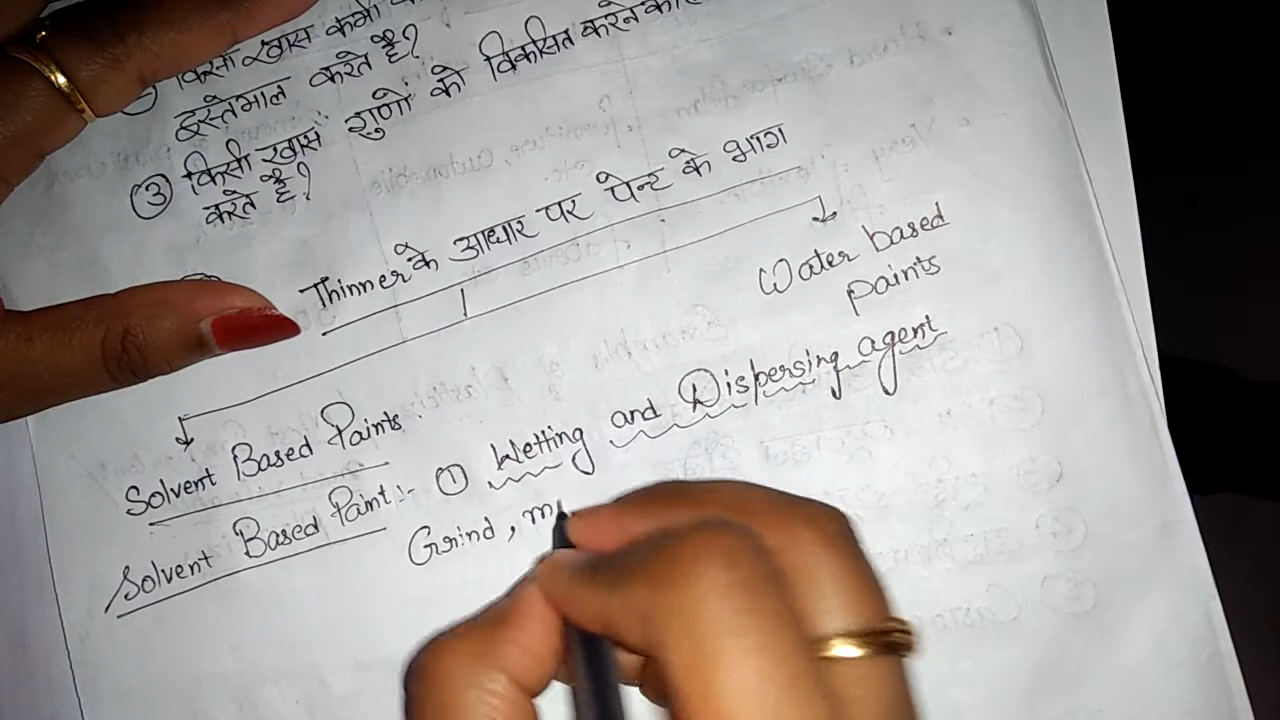 किसी खास कमी
इस्तेमाल करते है?
③ किसी खास गुणों को विकसित करने का
करते है?
Thinner के आधार पर पेन्ट के भाग
Water based
paints
Solvent Based Paints.
Solvent Based Paint:- ① Wetting and Dispersing agent
Grind, m